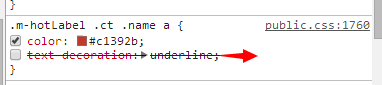 }
.m-hotLabel .ct .name a { public.css:1760
color: #c1392b;
text-decoration: underline;
}